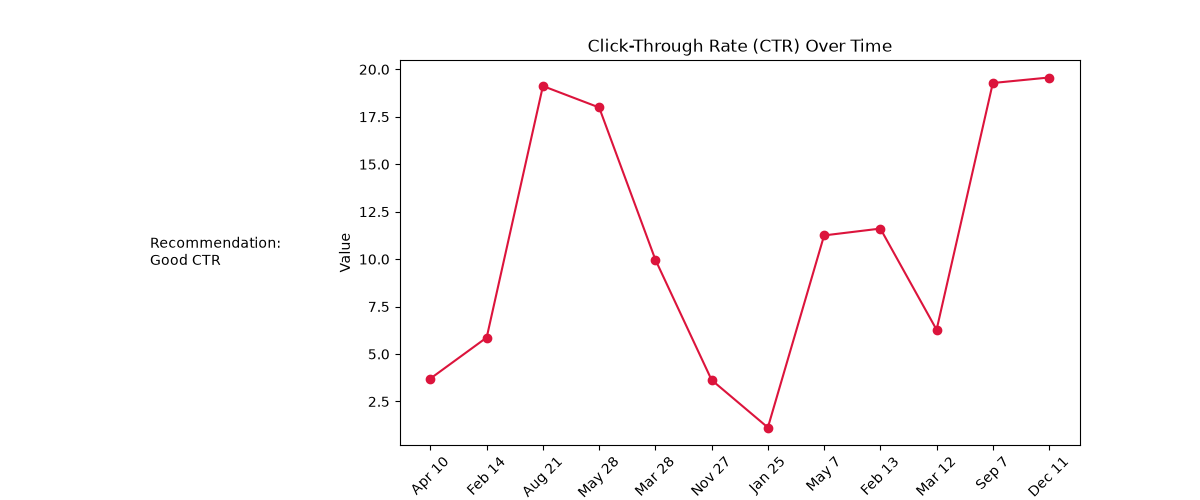 Click-Through Rate (CTR) Over Time
Recommendation:
Good CTR
Value
20.0
17.5
15.0
12.5
10.0
7.5
5.0
2.5
Apr 10
Feb 14
Aug 21
May 28
Mar 28
Nov 27
Jan 25
May 7
Feb 13
Mar 12
Sep 7
Dec 11